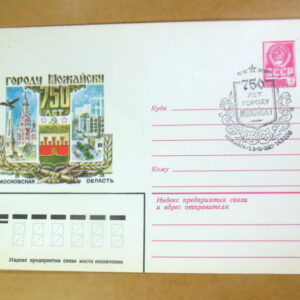 ГОРОДУ МОЖАЙСКУ
750
ЛЕТ
МОСКОВСКАЯ ОБЛАСТЬ
СССР
750
ЛЕТ
ГОРОДУ
МОЖАЙСКУ
Куда
Кому
Индекс предприятия связи
и адрес отправителя
Индекс предприятия связи места назначения